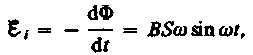 ℰᵢ = − dΦ/dt = BSω sin ωt,